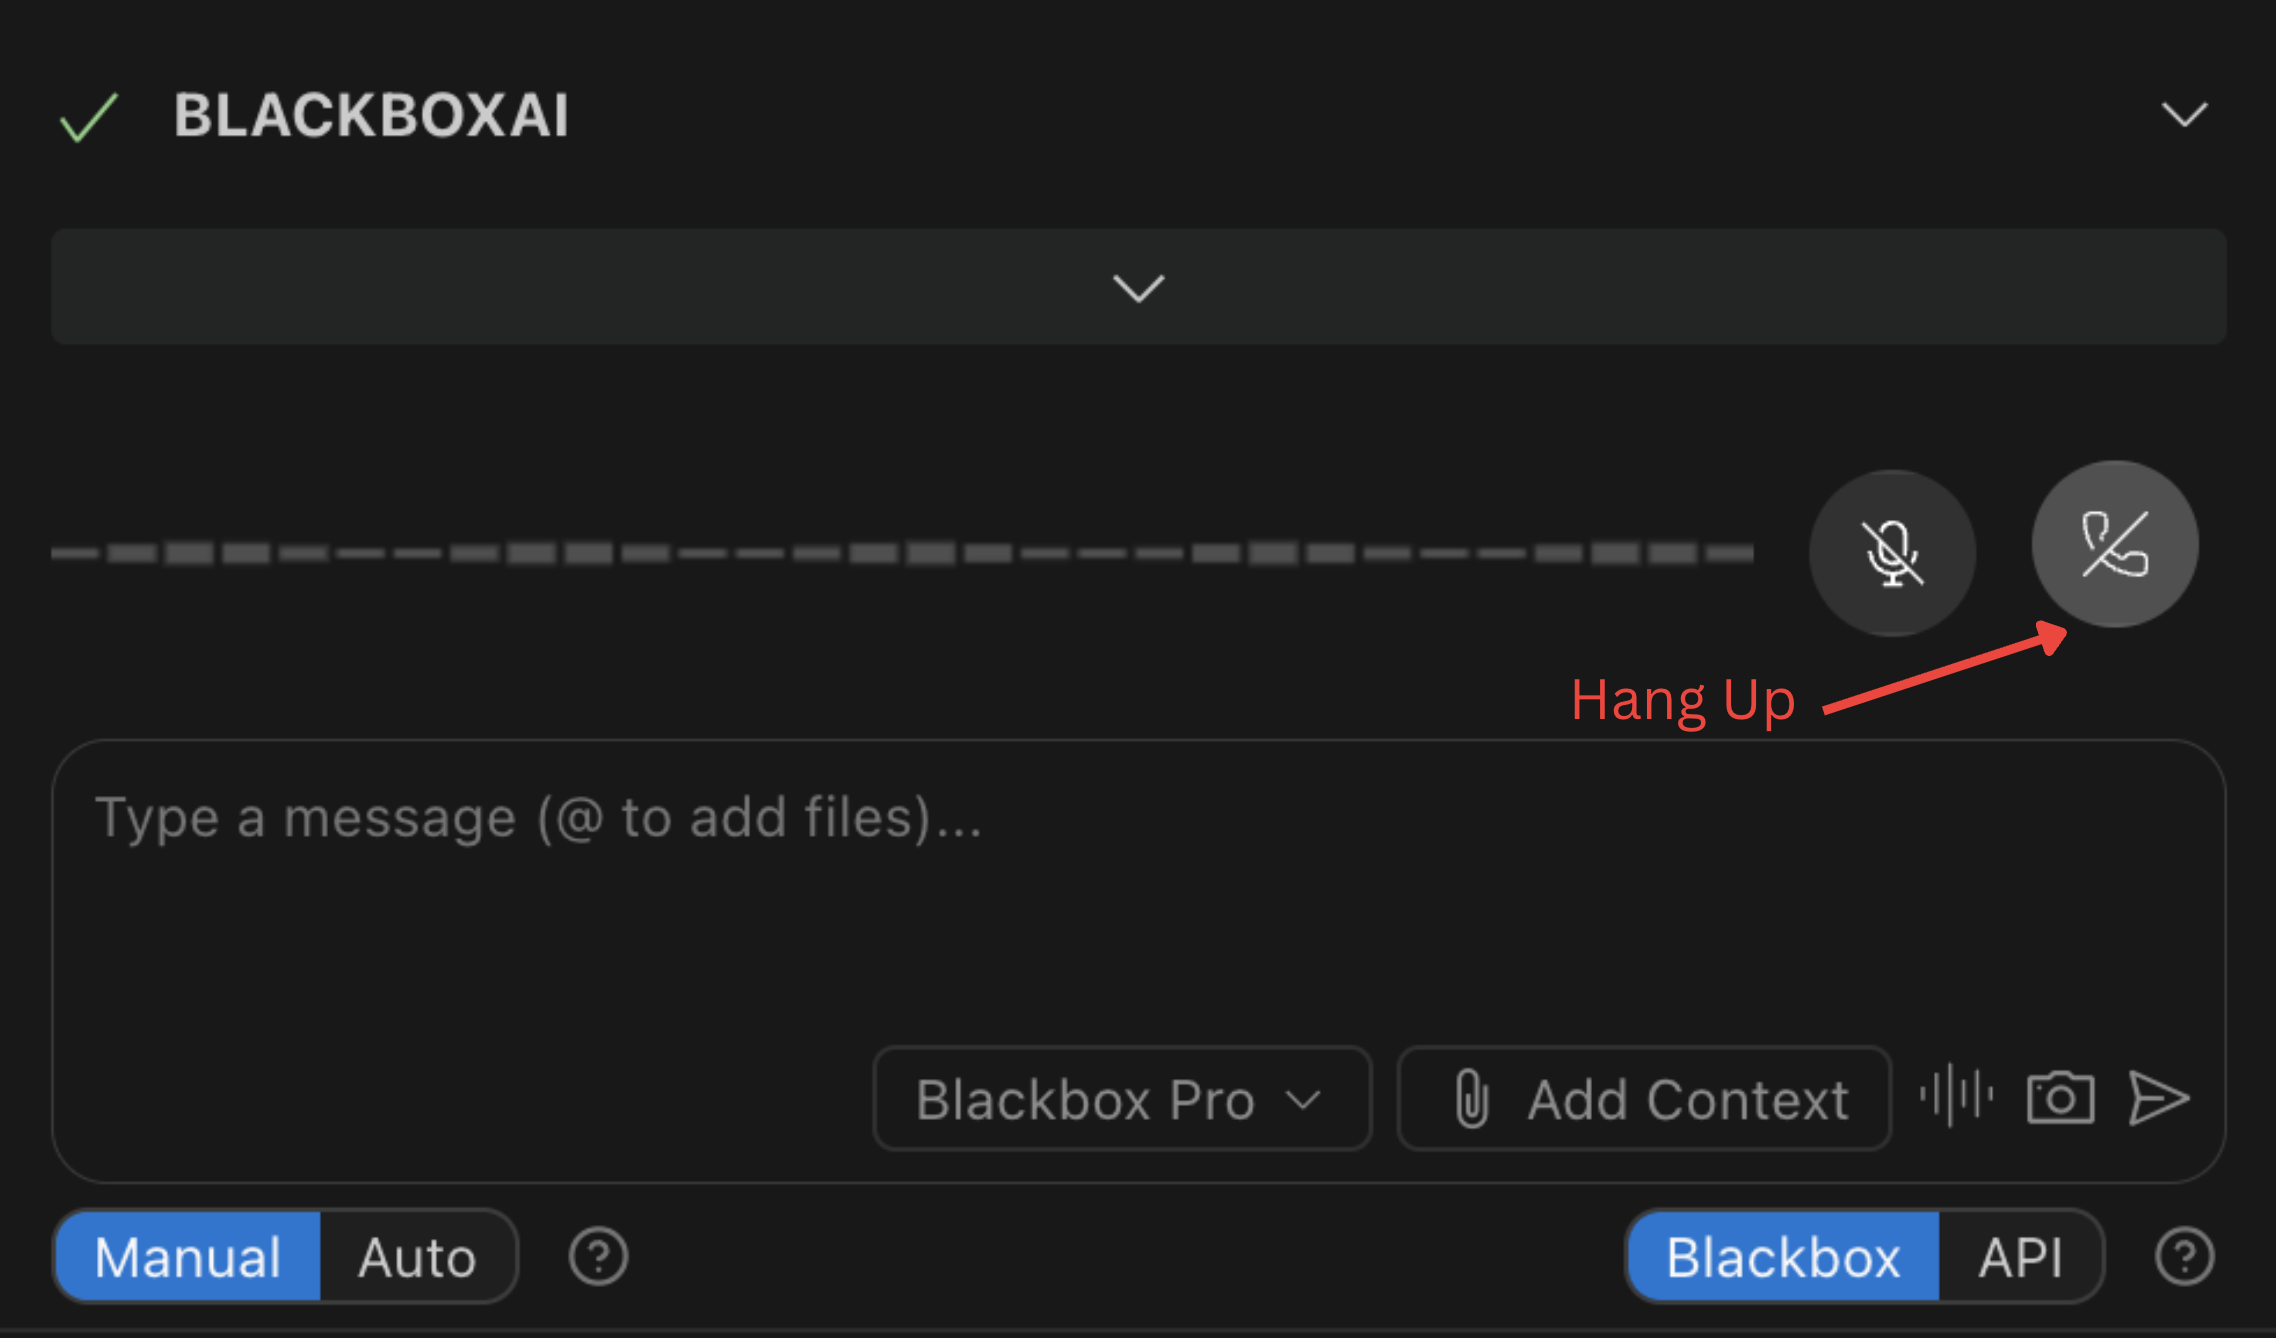 BLACKBOXAI
Hang Up
Type a message (@ to add files)...
Blackbox Pro
Add Context
Manual Auto
Blackbox API